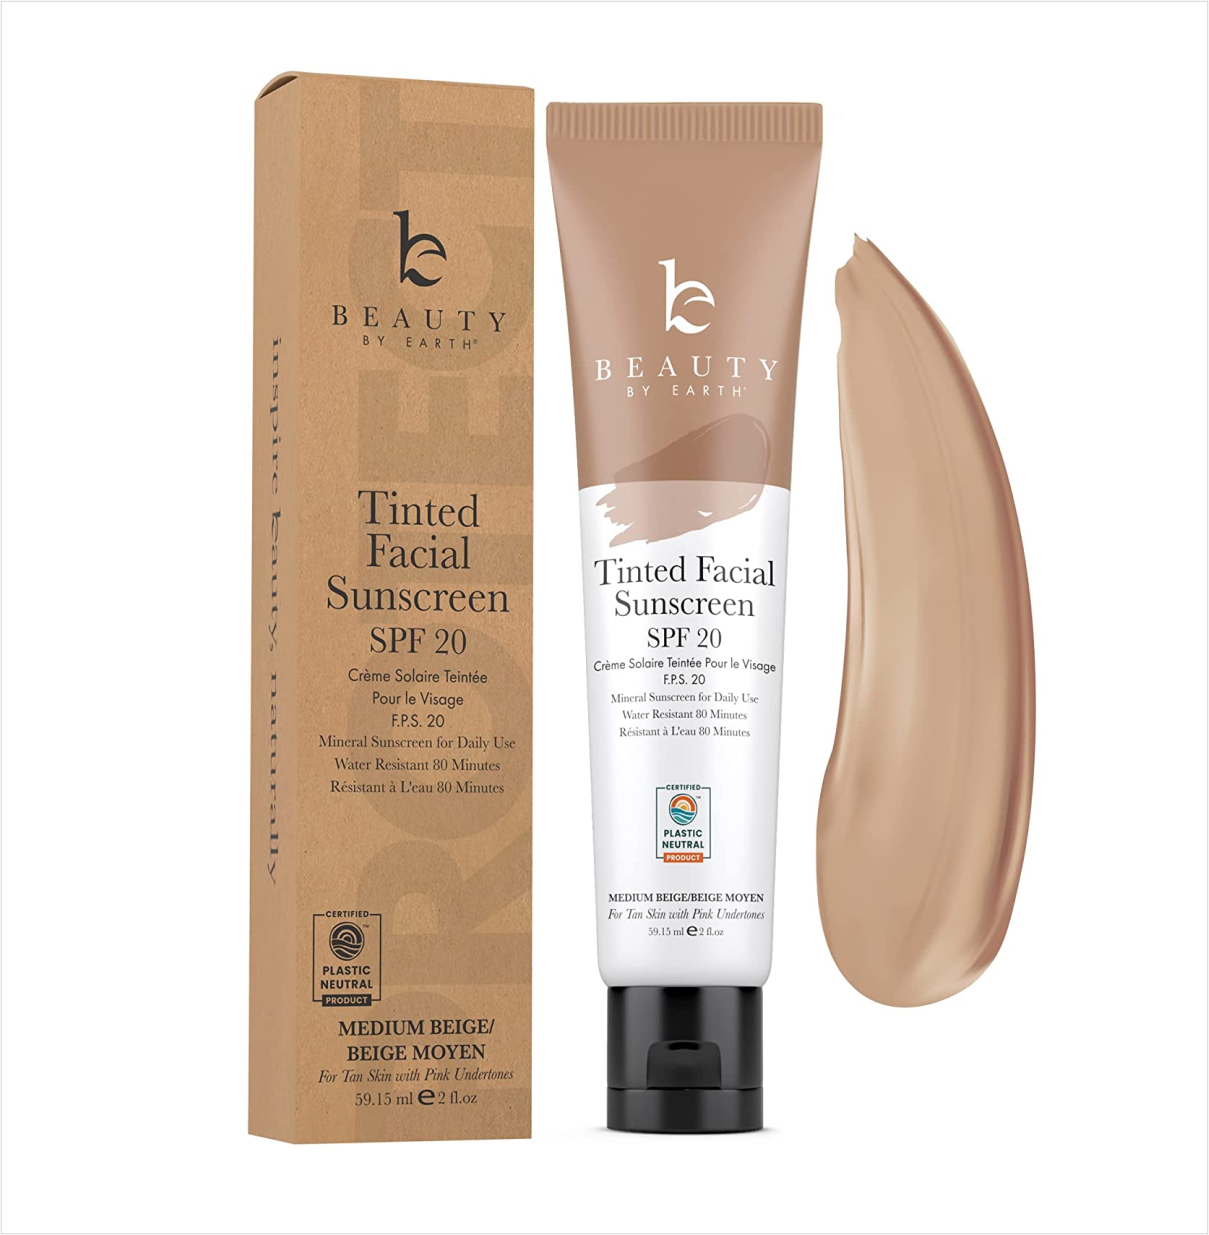 inspire beauty, naturally
PROTECT
be
BEAUTY
BY EARTH®
Tinted
Facial
Sunscreen
SPF 20
Crème Solaire Teintée
Pour le Visage
F.P.S. 20
Mineral Sunscreen for Daily Use
Water Resistant 80 Minutes
Résistant à L'eau 80 Minutes
CERTIFIED
PLASTIC
NEUTRAL
PRODUCT
TM
MEDIUM BEIGE/
BEIGE MOYEN
For Tan Skin with Pink Undertones
59.15 ml e 2 fl.oz
be
BEAUTY
BY EARTH®
Tinted Facial
Sunscreen
SPF 20
Crème Solaire Teintée Pour le Visage
F.P.S. 20
Mineral Sunscreen for Daily Use
Water Resistant 80 Minutes
Résistant à L'eau 80 Minutes
CERTIFIED
TM
PLASTIC
NEUTRAL
PRODUCT
MEDIUM BEIGE/BEIGE MOYEN
For Tan Skin with Pink Undertones
59.15 ml e 2 fl.oz